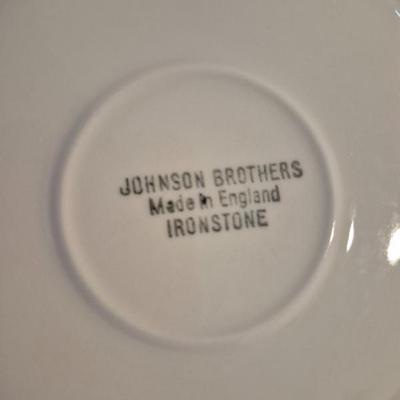 JOHNSON BROTHERS
Made in England
IRONSTONE